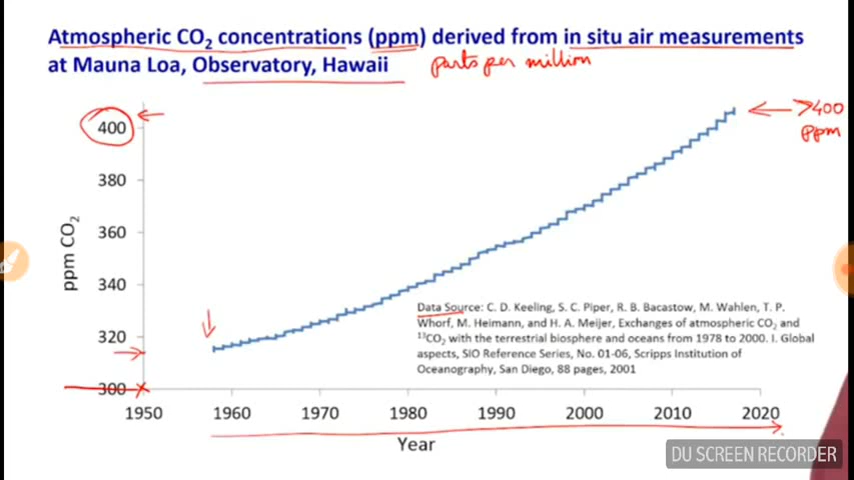 Atmospheric CO₂ concentrations (ppm) derived from in situ air measurements
at Mauna Loa, Observatory, Hawaii
parts per million
400
>400
ppm
380
360
340
320
300
ppm CO₂
Data Source: C. D. Keeling, S. C. Piper, R. B. Bacastow, M. Wahlen, T. P.
Whorf, M. Heimann, and H. A. Meijer, Exchanges of atmospheric CO₂ and
¹³CO₂ with the terrestrial biosphere and oceans from 1978 to 2000. I. Global
aspects, SIO Reference Series, No. 01-06, Scripps Institution of
Oceanography, San Diego, 88 pages, 2001
1950 1960 1970 1980 1990 2000 2010 2020
Year
DU SCREEN RECORDER